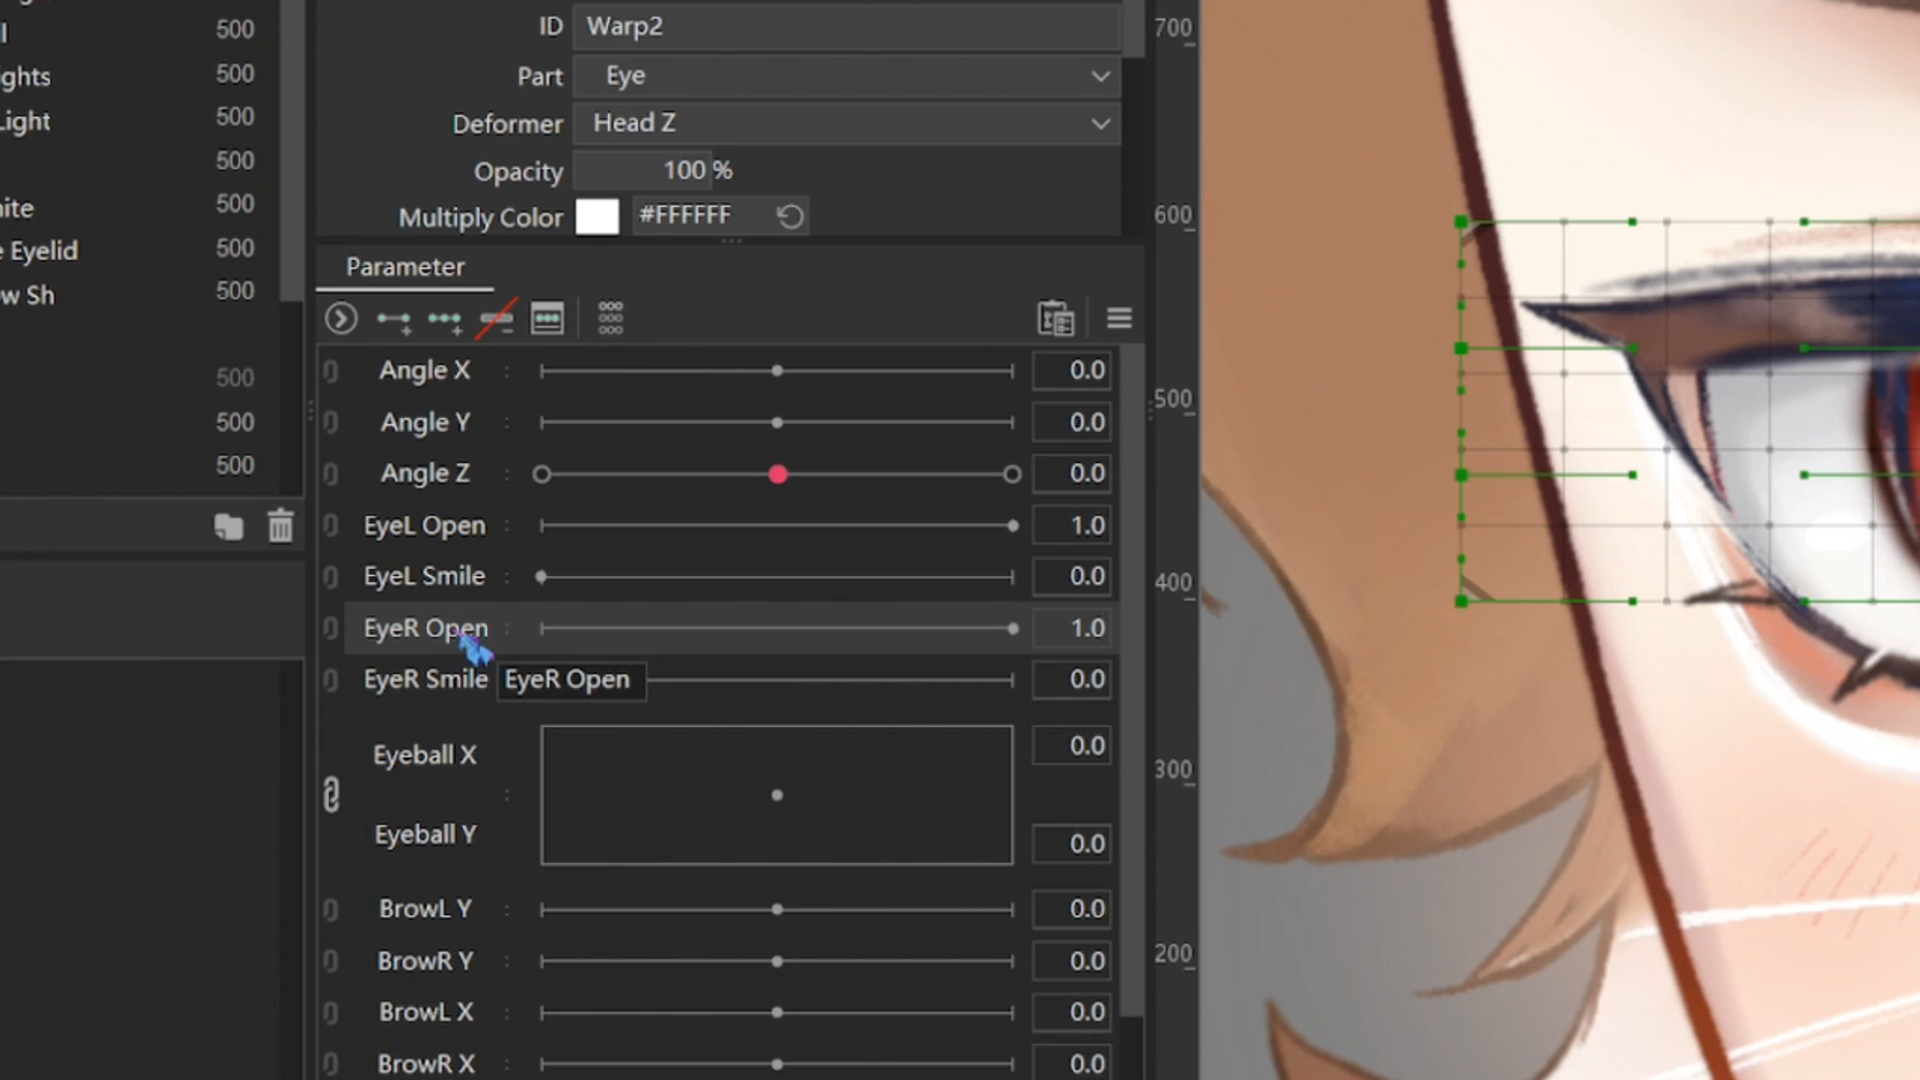 500
ID Warp2
l
Part Eye
ights 500
Light 500
Deformer Head Z
500
Opacity 100 %
ite 500
Multiply Color #FFFFFF
e Eyelid 500
w Sh 500
Parameter
500
500
500
Angle X : 0.0
Angle Y : 0.0
Angle Z : 0.0
EyeL Open : 1.0
EyeL Smile : 0.0
EyeR Open : 1.0
EyeR Smile EyeR Open 0.0
Eyeball X 0.0
:
Eyeball Y 0.0
BrowL Y : 0.0
BrowR Y : 0.0
BrowL X : 0.0
BrowR X : 0.0
700
600
500
400
300
200